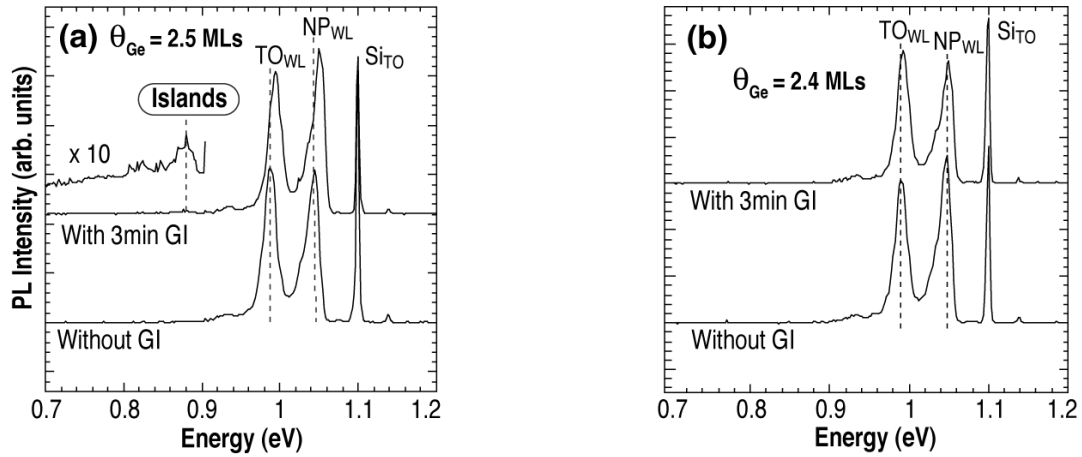 (a) θGe = 2.5 MLs
TOWL
NPWL
SiTO
Islands
x 10
With 3min GI
Without GI
PL Intensity (arb. units)
0.7 0.8 0.9 1 1.1 1.2
Energy (eV)
(b)
TOWL
NPWL
SiTO
θGe = 2.4 MLs
With 3min GI
Without GI
0.7 0.8 0.9 1 1.1 1.2
Energy (eV)